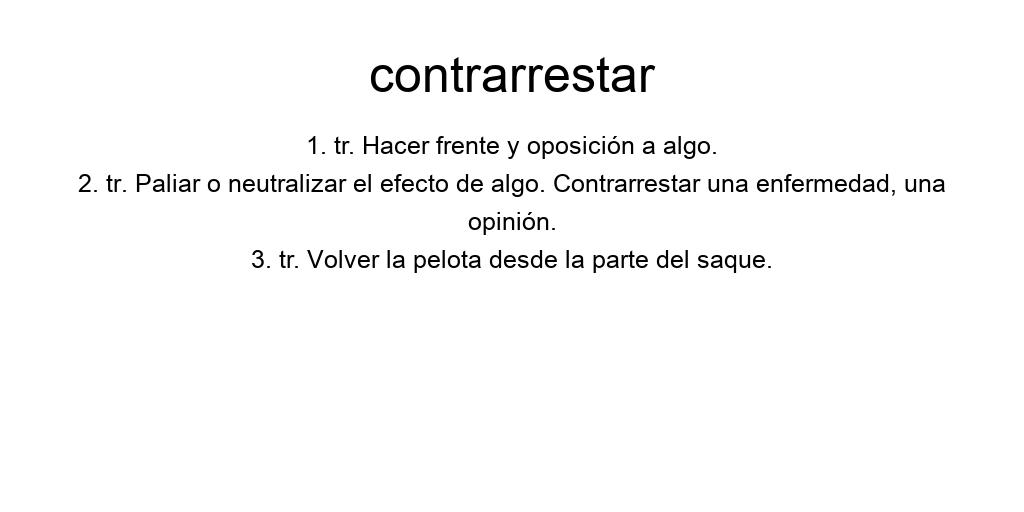 contrarrestar
1. tr. Hacer frente y oposición a algo.
2. tr. Paliar o neutralizar el efecto de algo. Contrarrestar una enfermedad, una
opinión.
3. tr. Volver la pelota desde la parte del saque.